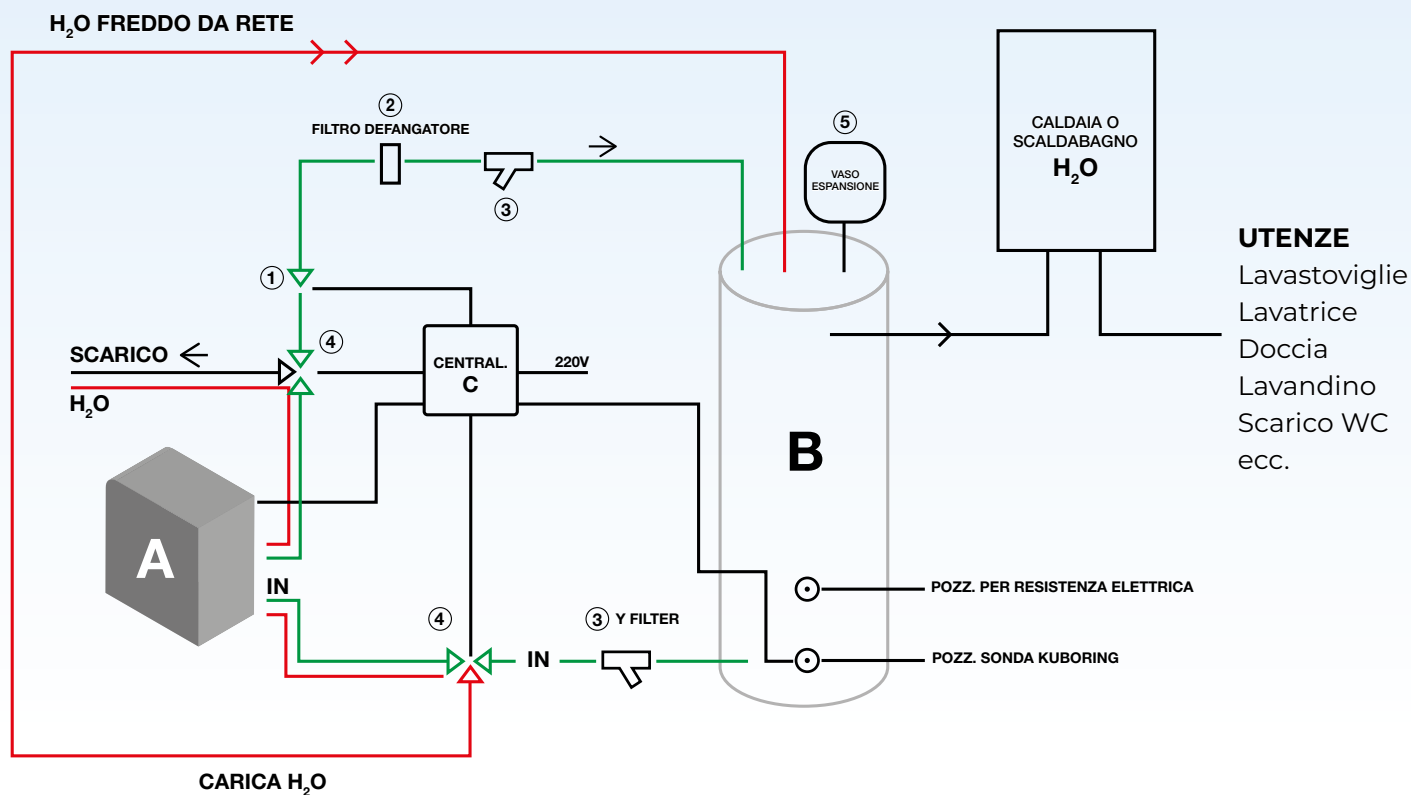 H₂O FREDDO DA RETE
②
FILTRO DEFANGATORE
③
⑤
VASO
ESPANSIONE
CALDAIA O
SCALDABAGNO
H₂O
UTENZE
Lavastoviglie
Lavatrice
Doccia
Lavandino
Scarico WC
ecc.
①
④
SCARICO
H₂O
CENTRAL.
C
220V
B
A
IN
④
IN
③ Y FILTER
POZZ. PER RESISTENZA ELETTRICA
POZZ. SONDA KUBORING
CARICA H₂O